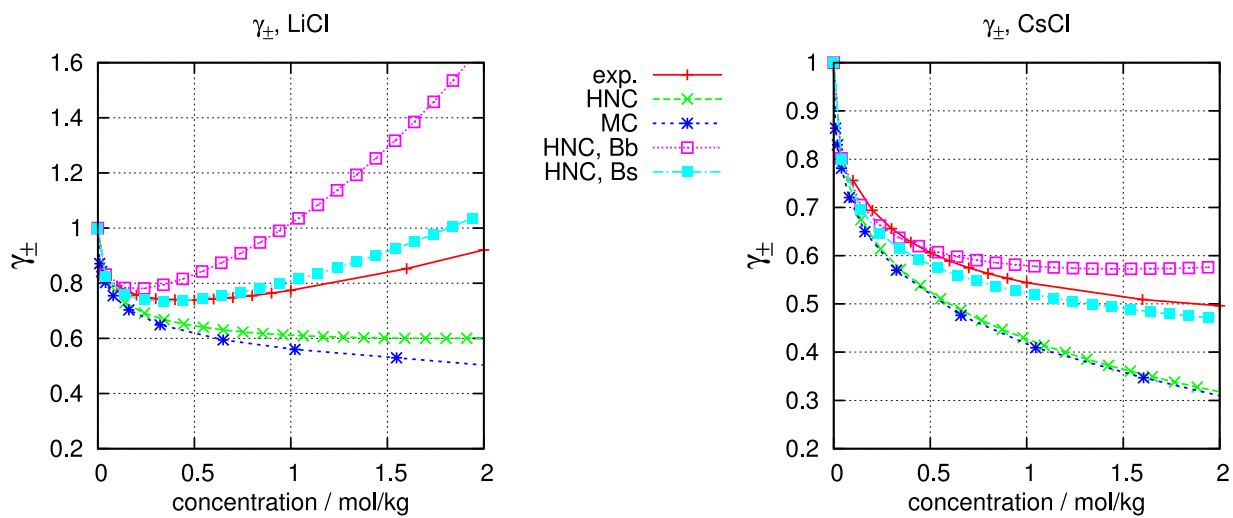 γ±, LiCl
1.6
1.4
1.2
1
0.8
0.6
0.4
0.2
γ±
0
0.5
1
1.5
2
concentration / mol/kg
exp.
HNC
MC
HNC, Bb
HNC, Bs
γ±, CsCl
1
0.9
0.8
0.7
0.6
0.5
0.4
0.3
0.2
γ±
0
0.5
1
1.5
2
concentration / mol/kg